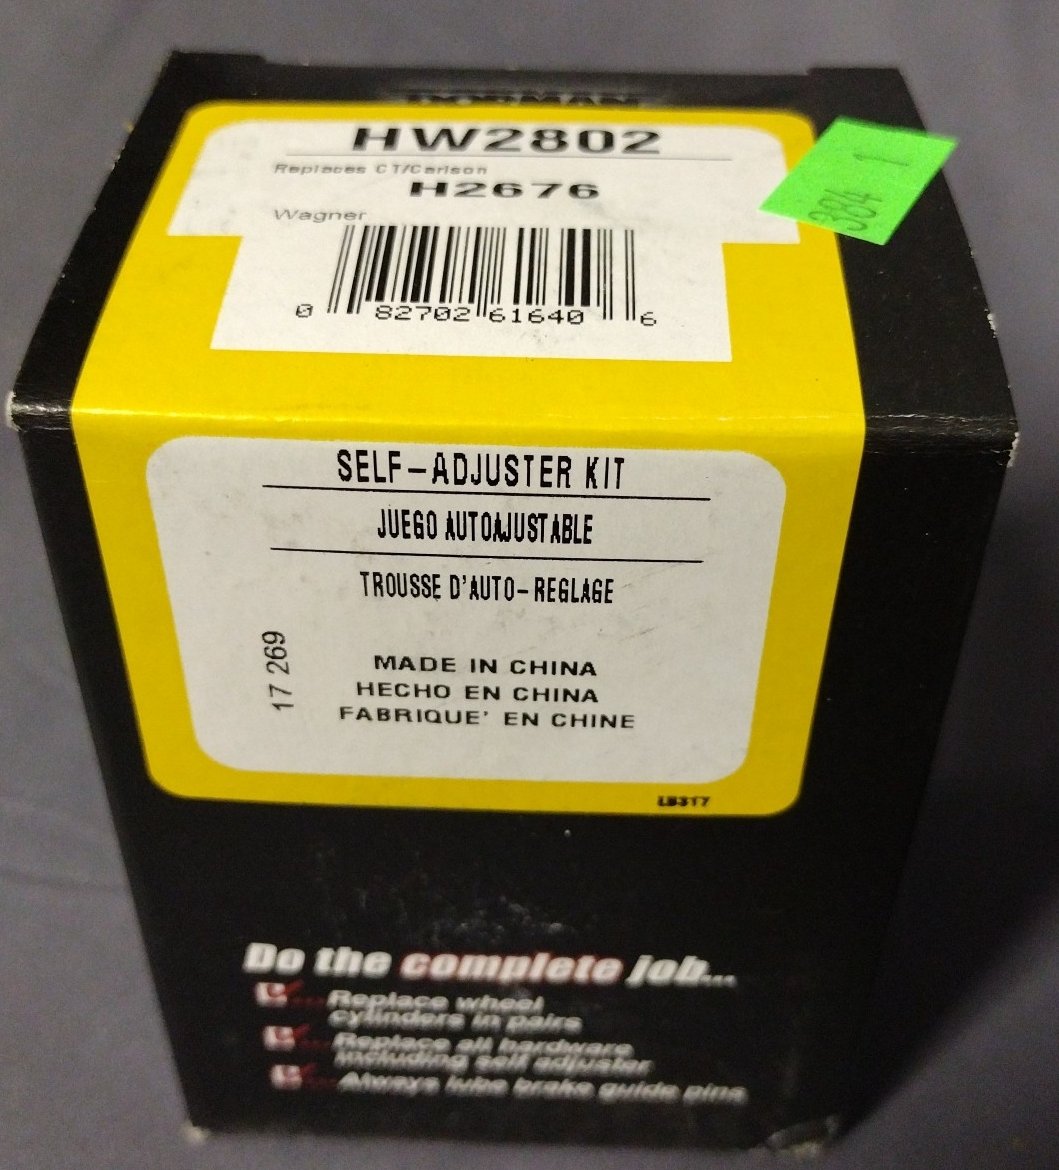 DORMAN
HW2802
Replaces CT/Carlson
H2676
Wagner
0 82702 61640 6
384 1
SELF-ADJUSTER KIT
JUEGO AUTOAJUSTABLE
TROUSSE D'AUTO-REGLAGE
17 269
MADE IN CHINA
HECHO EN CHINA
FABRIQUE' EN CHINE
LB317
Do the complete job...
Replace wheel
cylinders in pairs
Replace all hardware
including self adjuster
Always lube brake guide pins